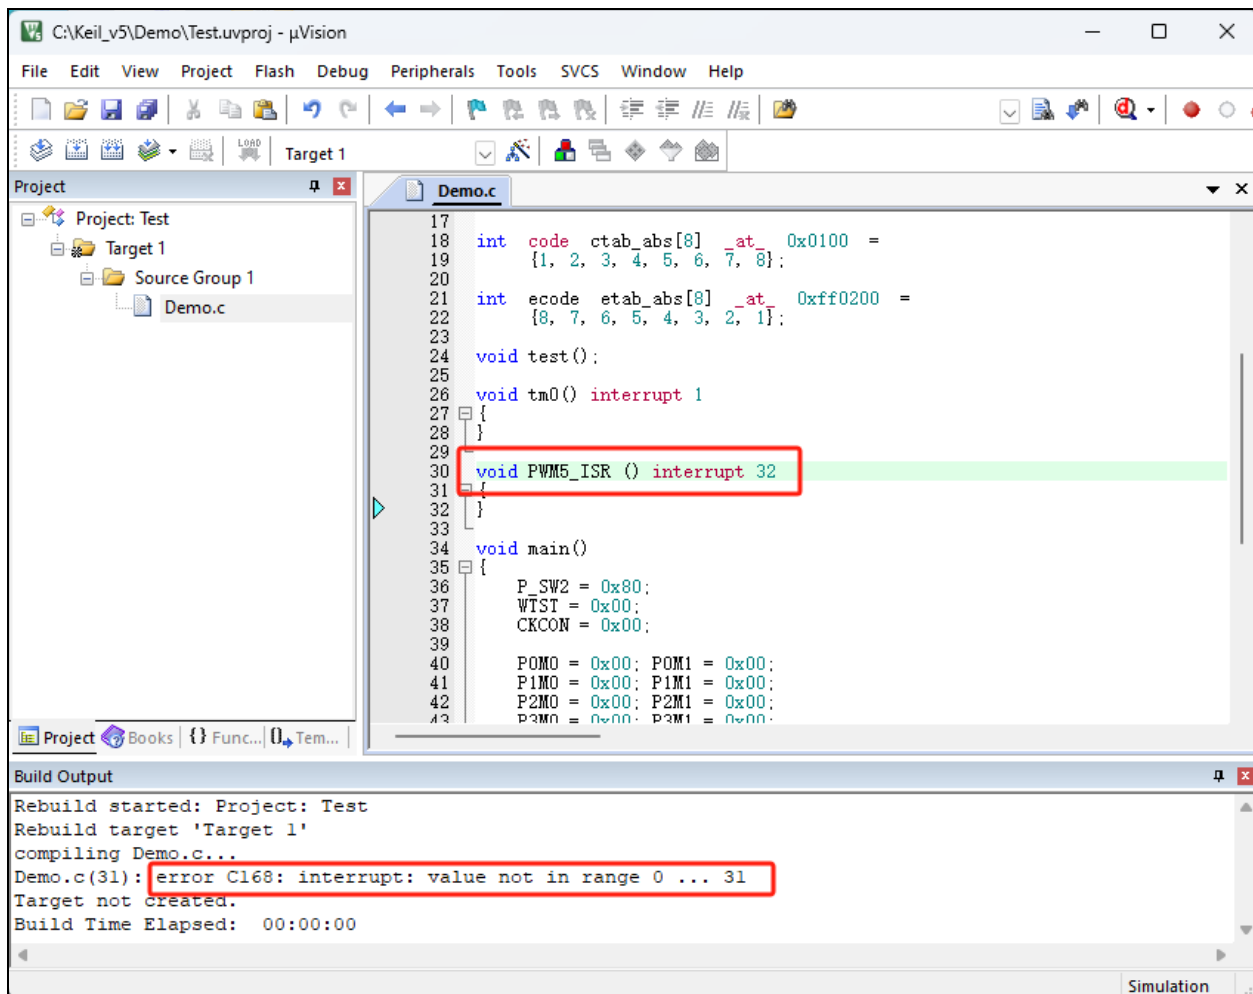 C:\Keil_v5\Demo\Test.uvproj - µVision
File Edit View Project Flash Debug Peripherals Tools SVCS Window Help
LOAD
Target 1
Project
Project: Test
Target 1
Source Group 1
Demo.c
Project Books {} Func... 0 Tem...
Demo.c
17
18 int code ctab_abs[8] _at_ 0x0100 =
19 {1, 2, 3, 4, 5, 6, 7, 8};
20
21 int ecode etab_abs[8] _at_ 0xff0200 =
22 {8, 7, 6, 5, 4, 3, 2, 1};
23
24 void test();
25
26 void tm0() interrupt 1
27 {
28 }
29
30 void PWM5_ISR () interrupt 32
31 {
32 }
33
34 void main()
35 {
36 P_SW2 = 0x80;
37 WTST = 0x00;
38 CKCON = 0x00;
39
40 P0M0 = 0x00; P0M1 = 0x00;
41 P1M0 = 0x00; P1M1 = 0x00;
42 P2M0 = 0x00; P2M1 = 0x00;
43 P3M0 = 0x00; P3M1 = 0x00;
Build Output
Rebuild started: Project: Test
Rebuild target 'Target 1'
compiling Demo.c...
Demo.c(31): error C168: interrupt: value not in range 0 ... 31
Target not created.
Build Time Elapsed: 00:00:00
Simulation